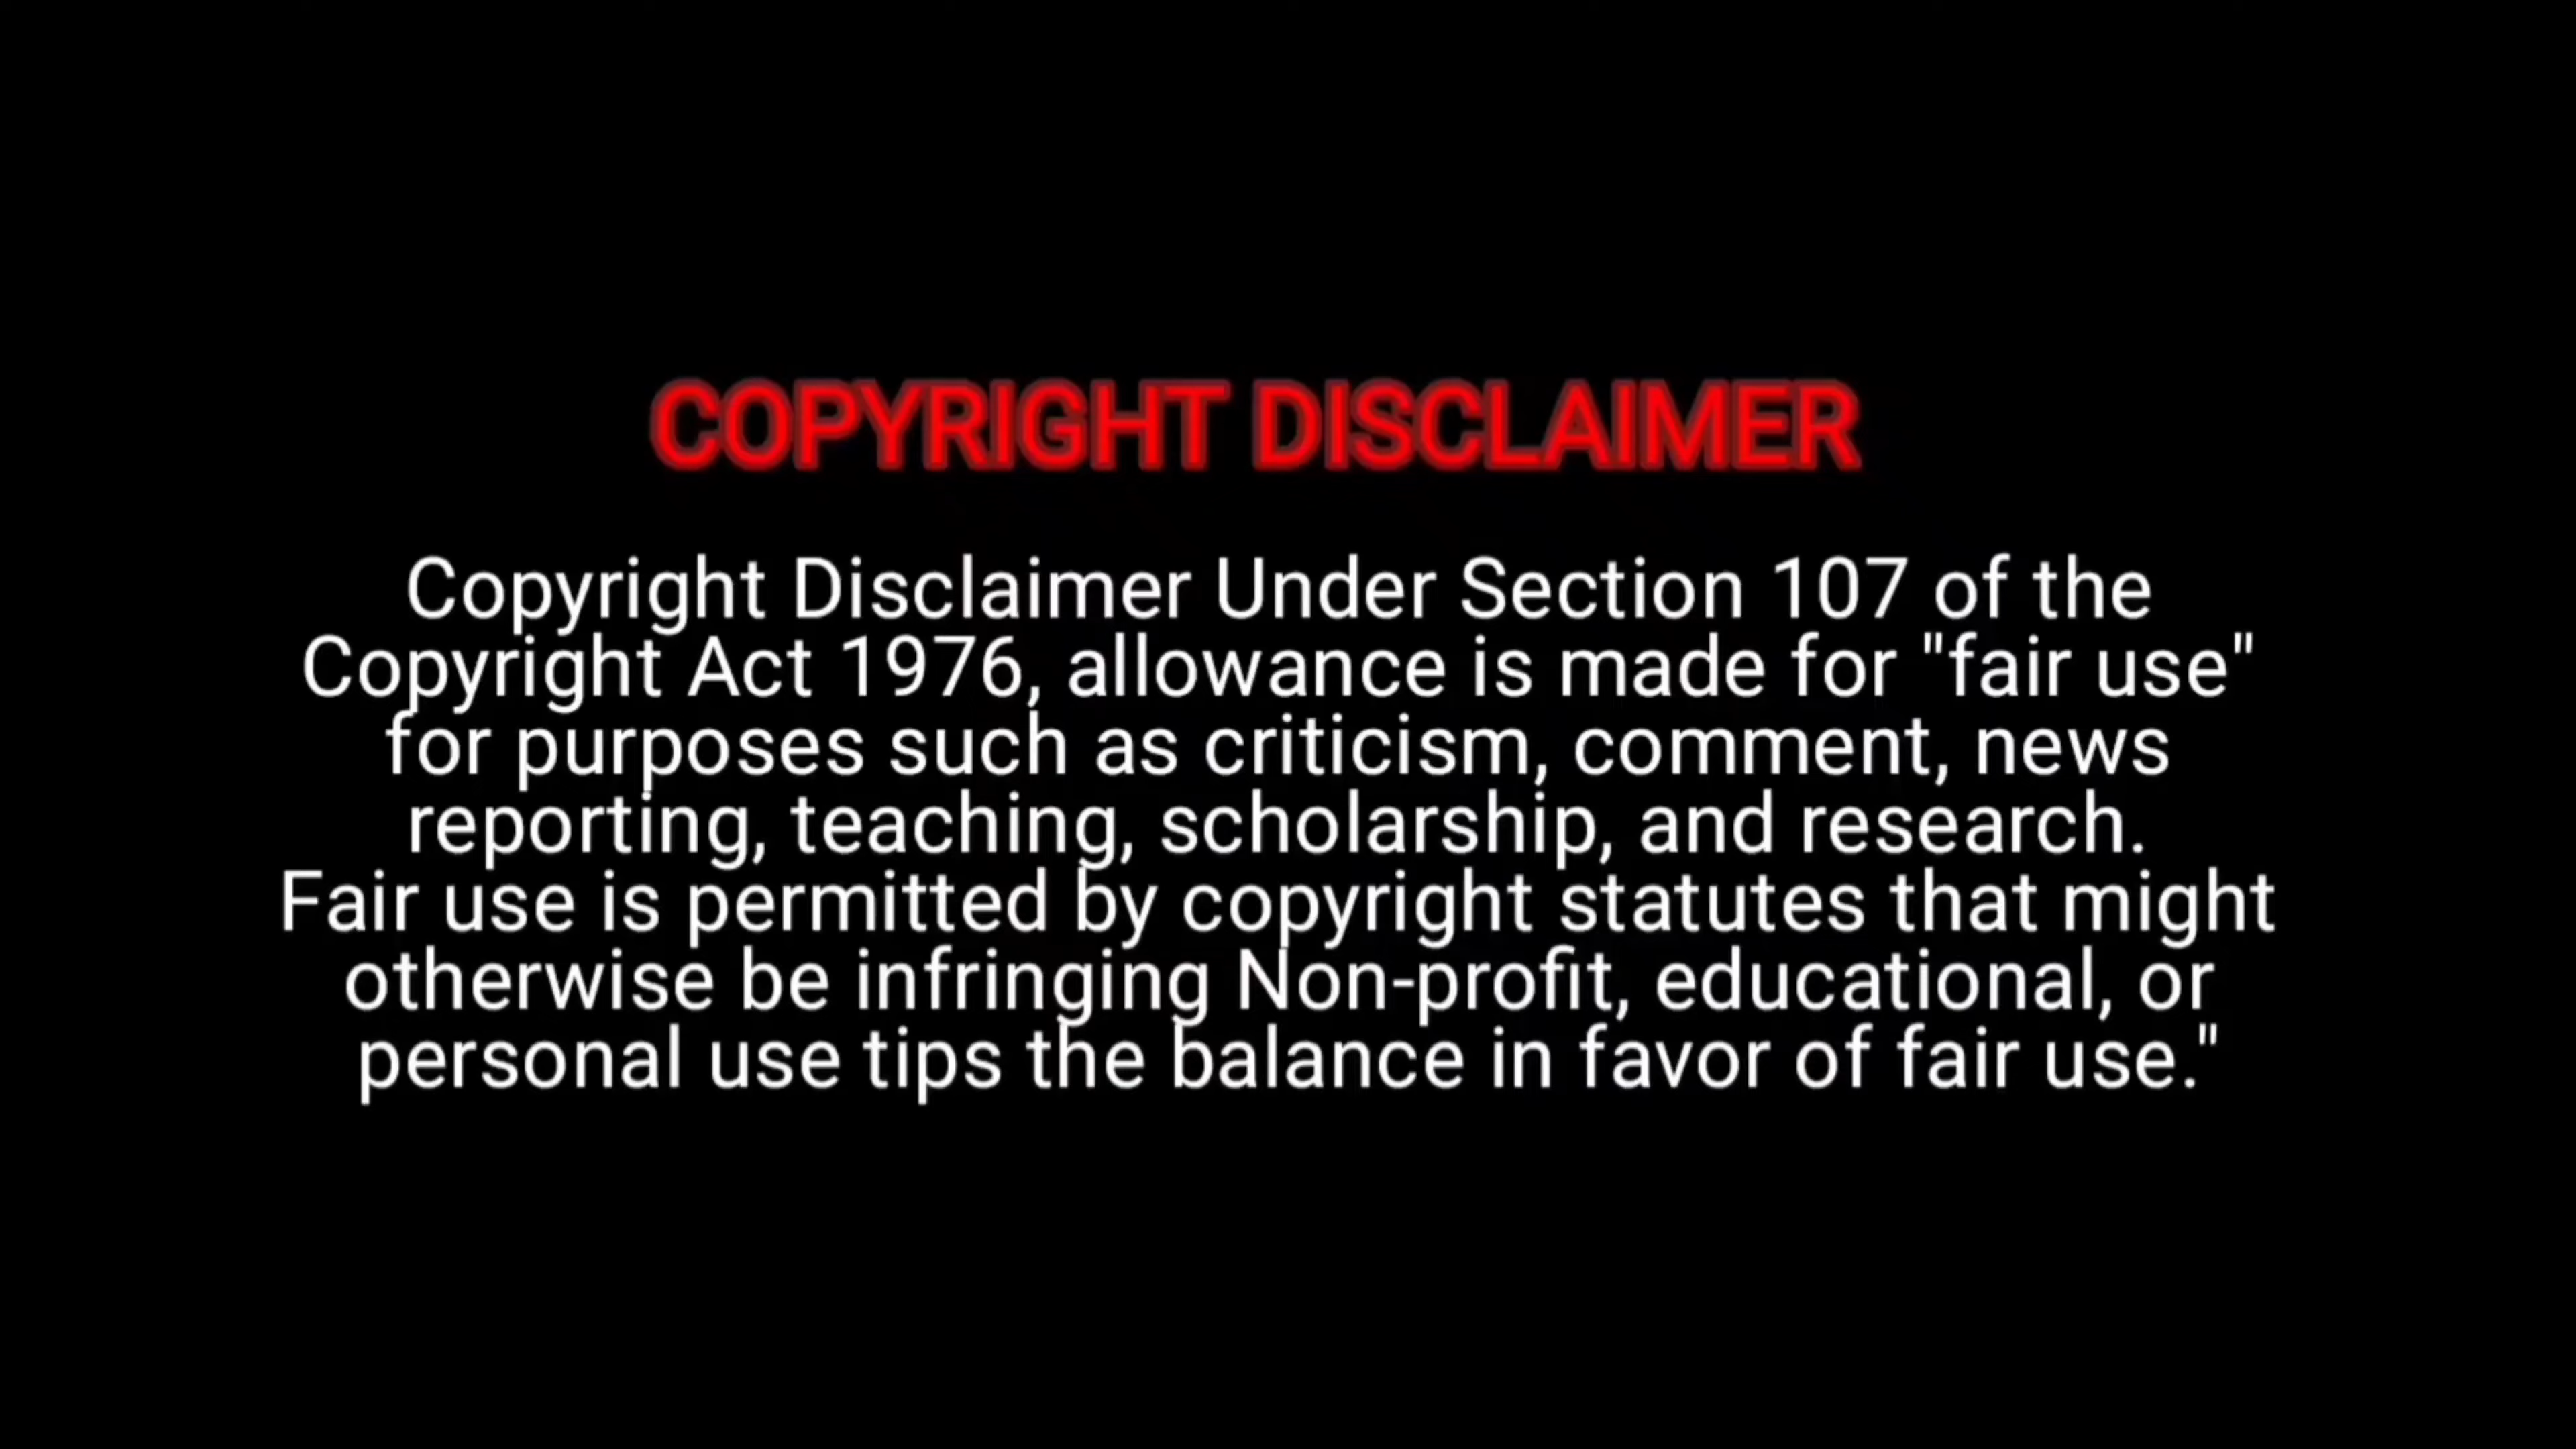 COPYRIGHT DISCLAIMER
Copyright Disclaimer Under Section 107 of the
Copyright Act 1976, allowance is made for "fair use"
for purposes such as criticism, comment, news
reporting, teaching, scholarship, and research.
Fair use is permitted by copyright statutes that might
otherwise be infringing Non-profit, educational, or
personal use tips the balance in favor of fair use."